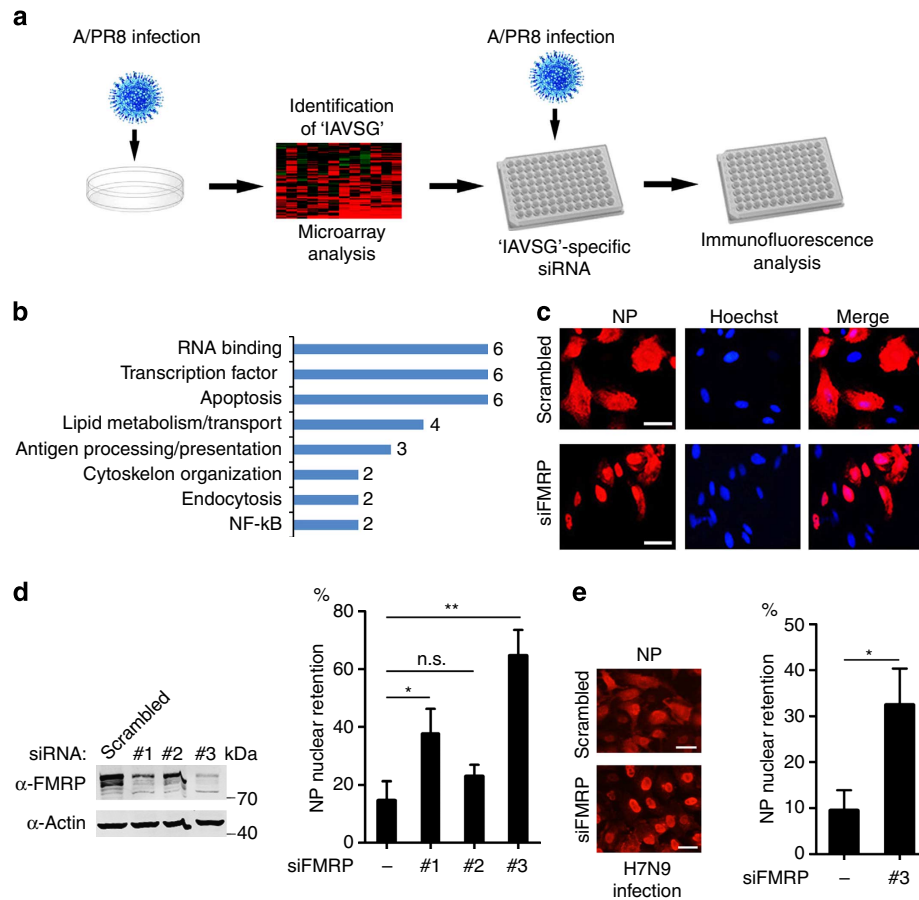 a
A/PR8 infection
A/PR8 infection
Identification
of ‘IAVSG’
Microarray
analysis
‘IAVSG’-specific
siRNA
Immunofluorescence
analysis
b
RNA binding 6
Transcription factor 6
Apoptosis 6
Lipid metabolism/transport 4
Antigen processing/presentation 3
Cytoskelon organization 2
Endocytosis 2
NF-kB 2
c
NP Hoechst Merge
Scrambled
siFMRP
d
Scrambled
siRNA: #1 #2 #3 kDa
α-FMRP
–70
α-Actin
–40
%
NP nuclear retention
80
60
40
20
0
**
n.s.
*
siFMRP – #1 #2 #3
e
NP
Scrambled
siFMRP
H7N9
infection
%
NP nuclear retention
50
40
30
20
10
0
*
siFMRP – #3